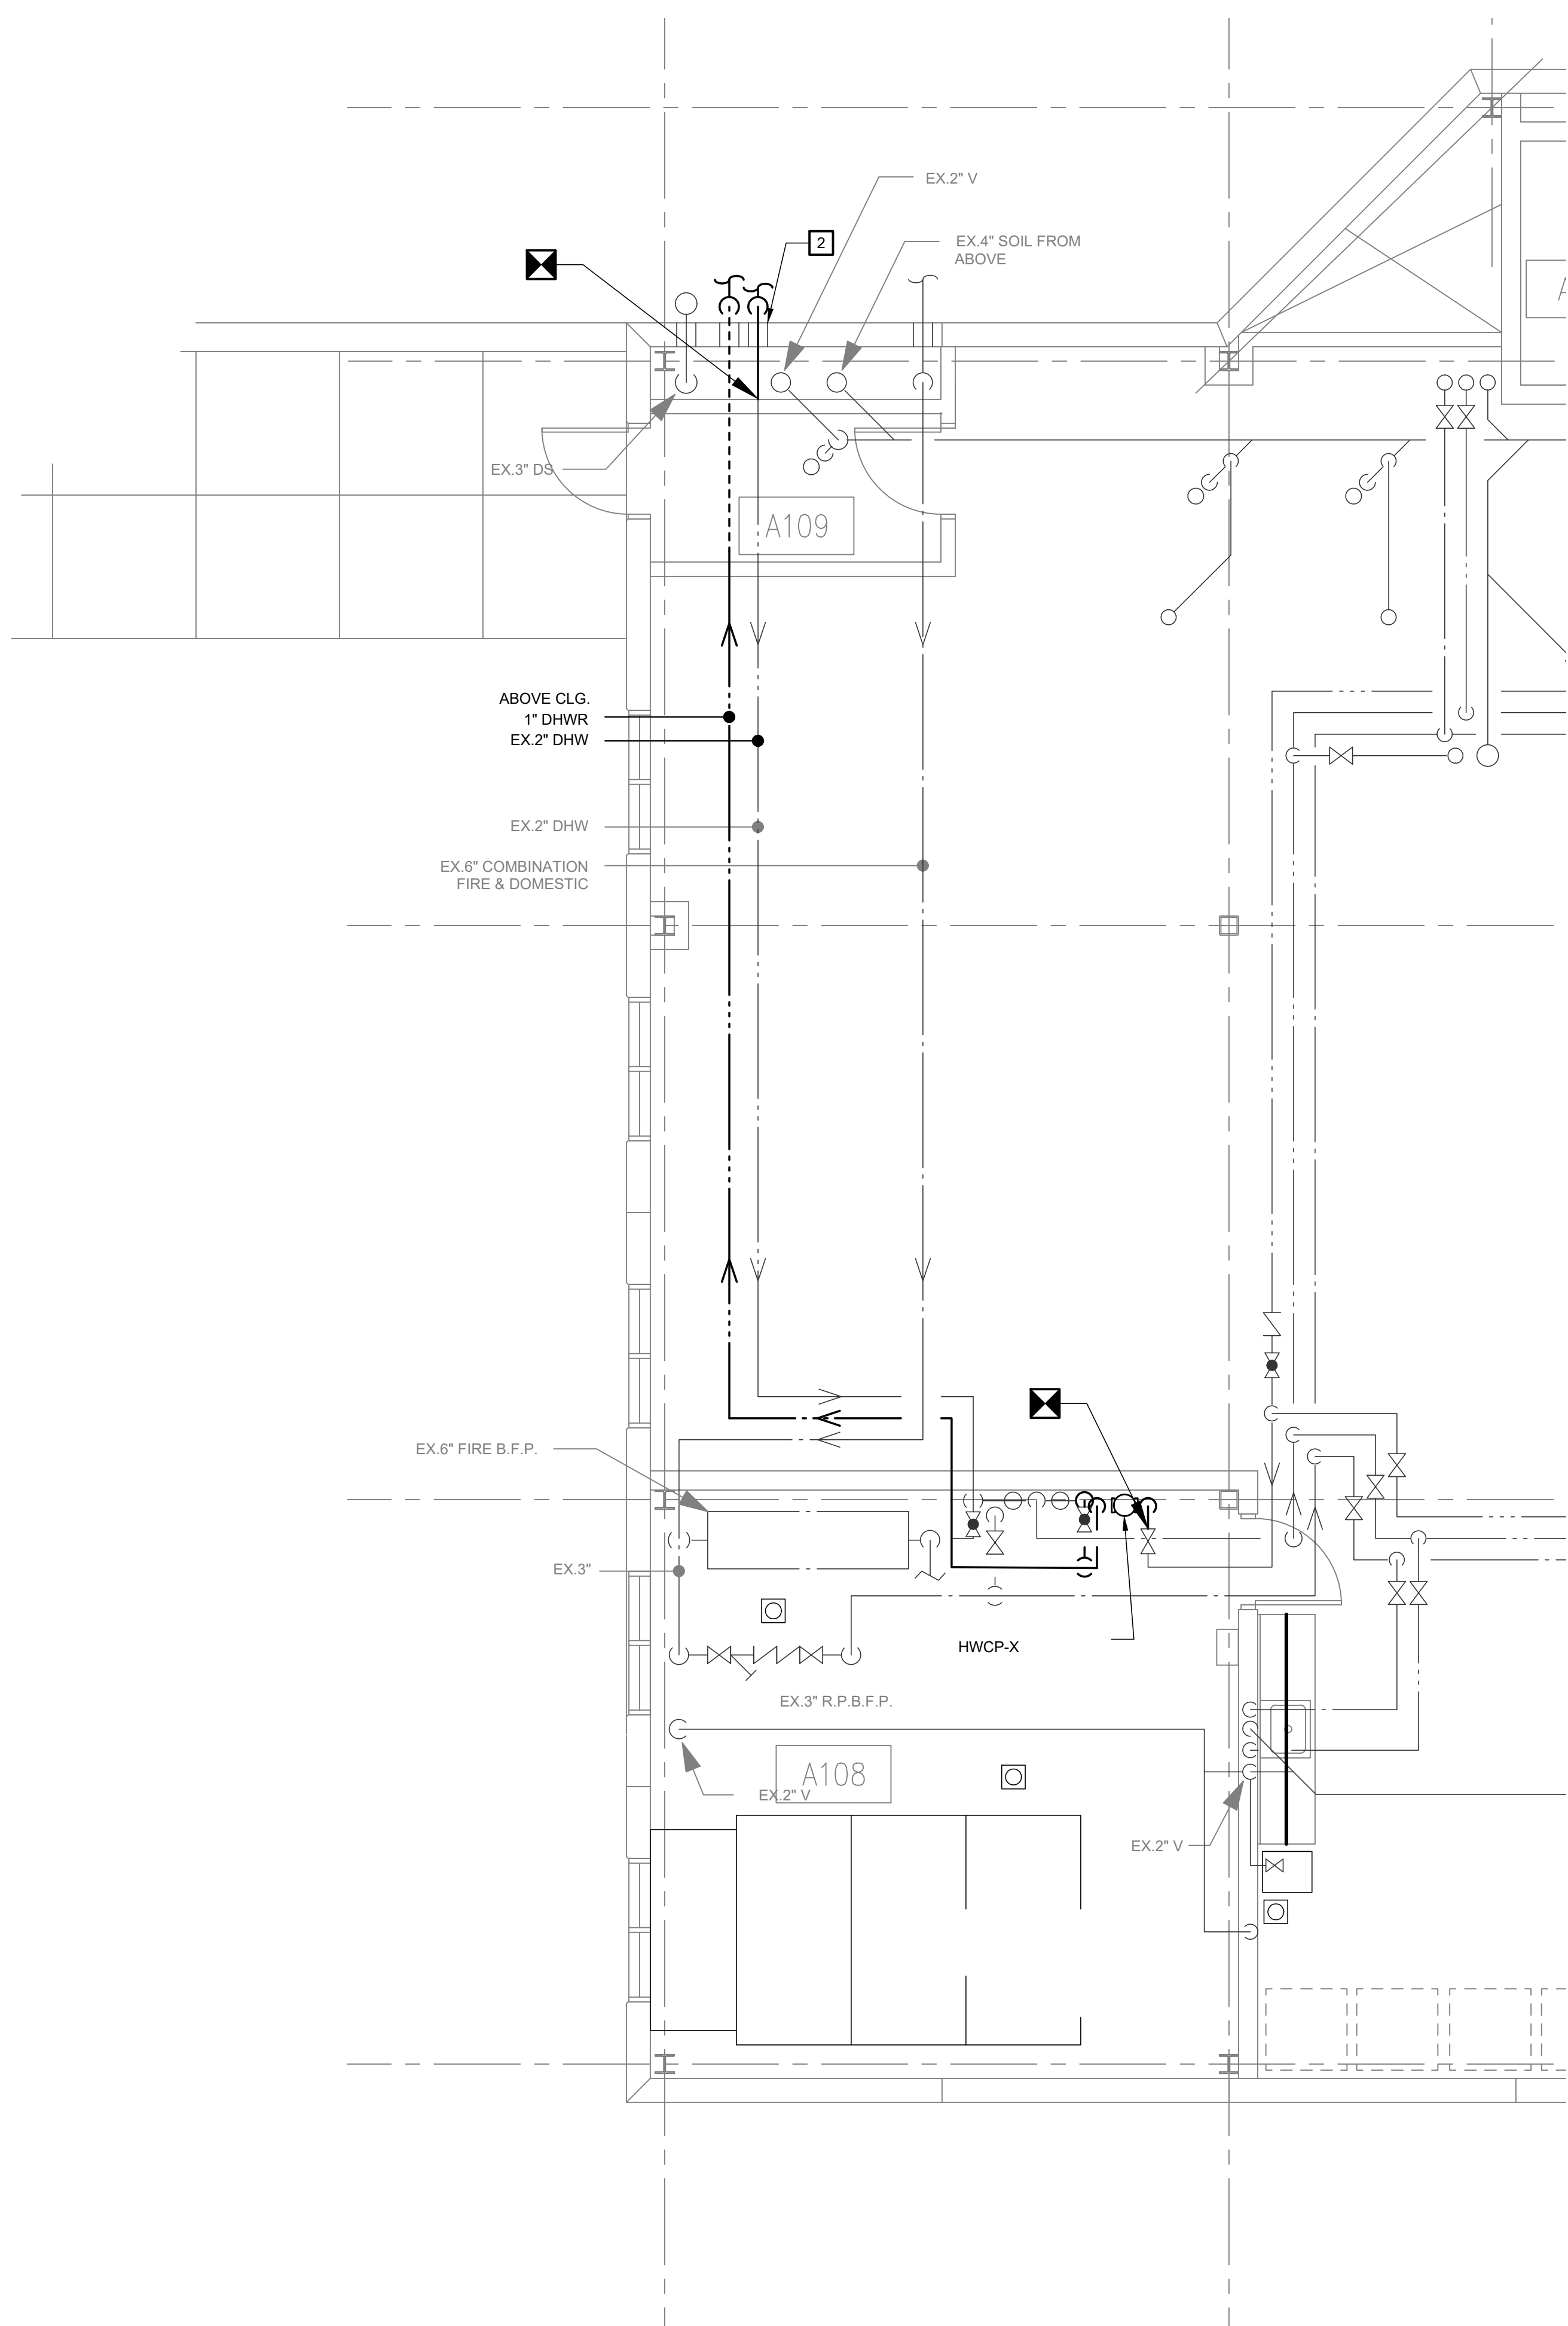 EX.2" V
2
EX.4" SOIL FROM
ABOVE
EX.3" DS
A109
ABOVE CLG.
1" DHWR
EX.2" DHW
EX.2" DHW
EX.6" COMBINATION
FIRE & DOMESTIC
EX.6" FIRE B.F.P.
EX.3"
HWCP-X
EX.3" R.P.B.F.P.
A108
EX.2" V
EX.2" V